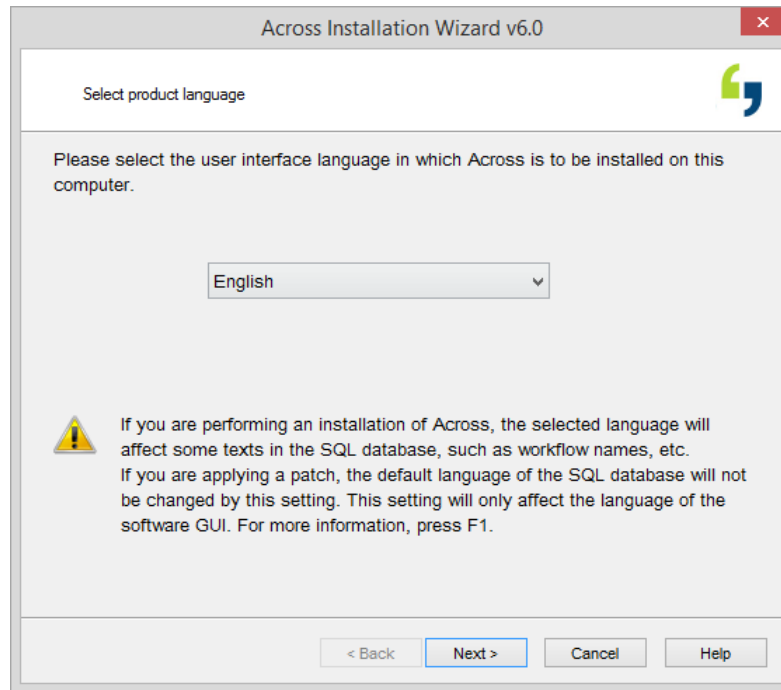 Across Installation Wizard v6.0
Select product language
Please select the user interface language in which Across is to be installed on this
computer.
English
If you are performing an installation of Across, the selected language will
affect some texts in the SQL database, such as workflow names, etc.
If you are applying a patch, the default language of the SQL database will not
be changed by this setting. This setting will only affect the language of the
software GUI. For more information, press F1.
< Back Next > Cancel Help